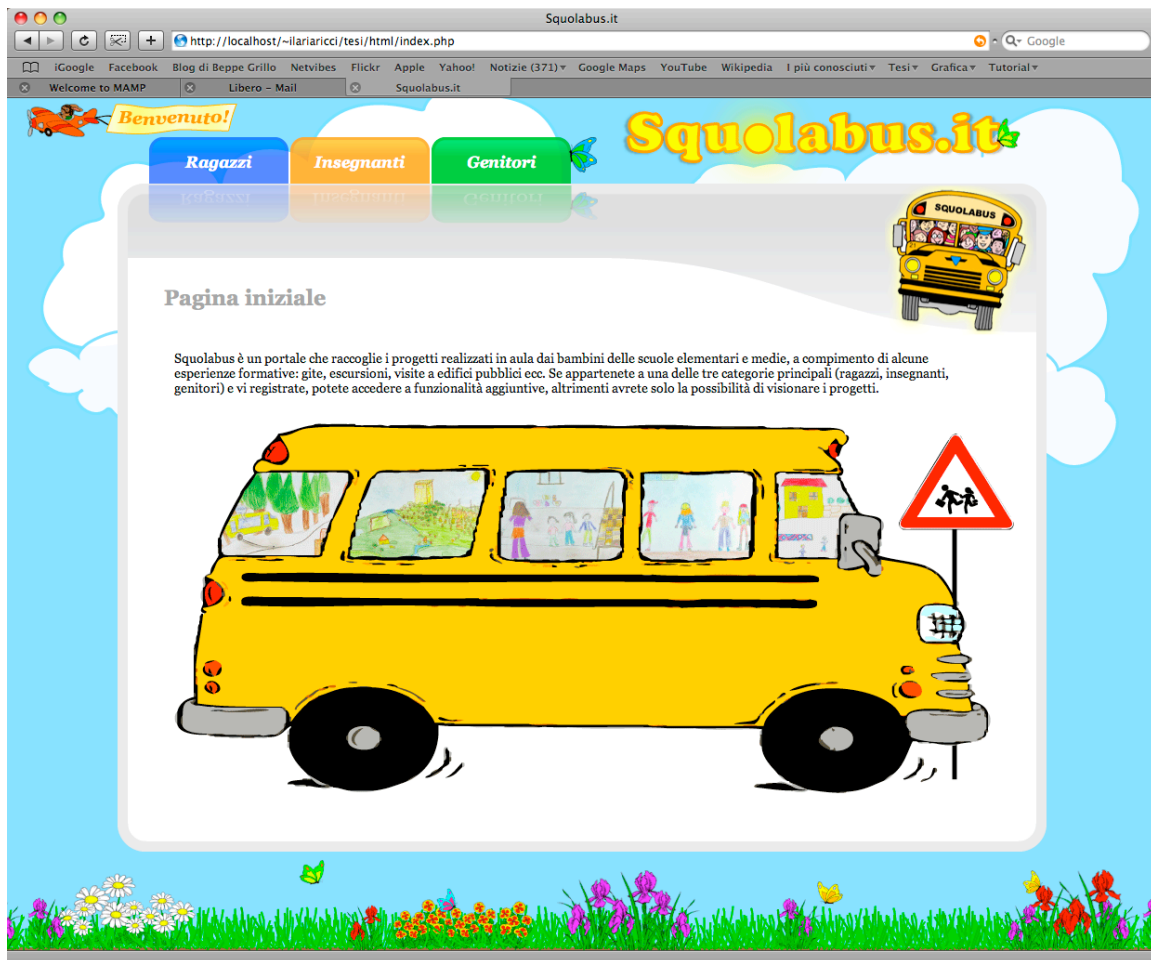 Squolabus.it
http://localhost/~ilariaricci/tesi/html/index.php
Google
iGoogle Facebook Blog di Beppe Grillo Netvibes Flickr Apple Yahoo! Notizie (371) Google Maps YouTube Wikipedia I più conosciuti Tesi Grafica Tutorial
Welcome to MAMP Libero - Mail Squolabus.it
Benvenuto!
Squolabus.it
Ragazzi Insegnanti Genitori
SQUOLABUS
Pagina iniziale
Squolabus è un portale che raccoglie i progetti realizzati in aula dai bambini delle scuole elementari e medie, a compimento di alcune
esperienze formative: gite, escursioni, visite a edifici pubblici ecc. Se appartenete a una delle tre categorie principali (ragazzi, insegnanti,
genitori) e vi registrate, potete accedere a funzionalità aggiuntive, altrimenti avrete solo la possibilità di visionare i progetti.